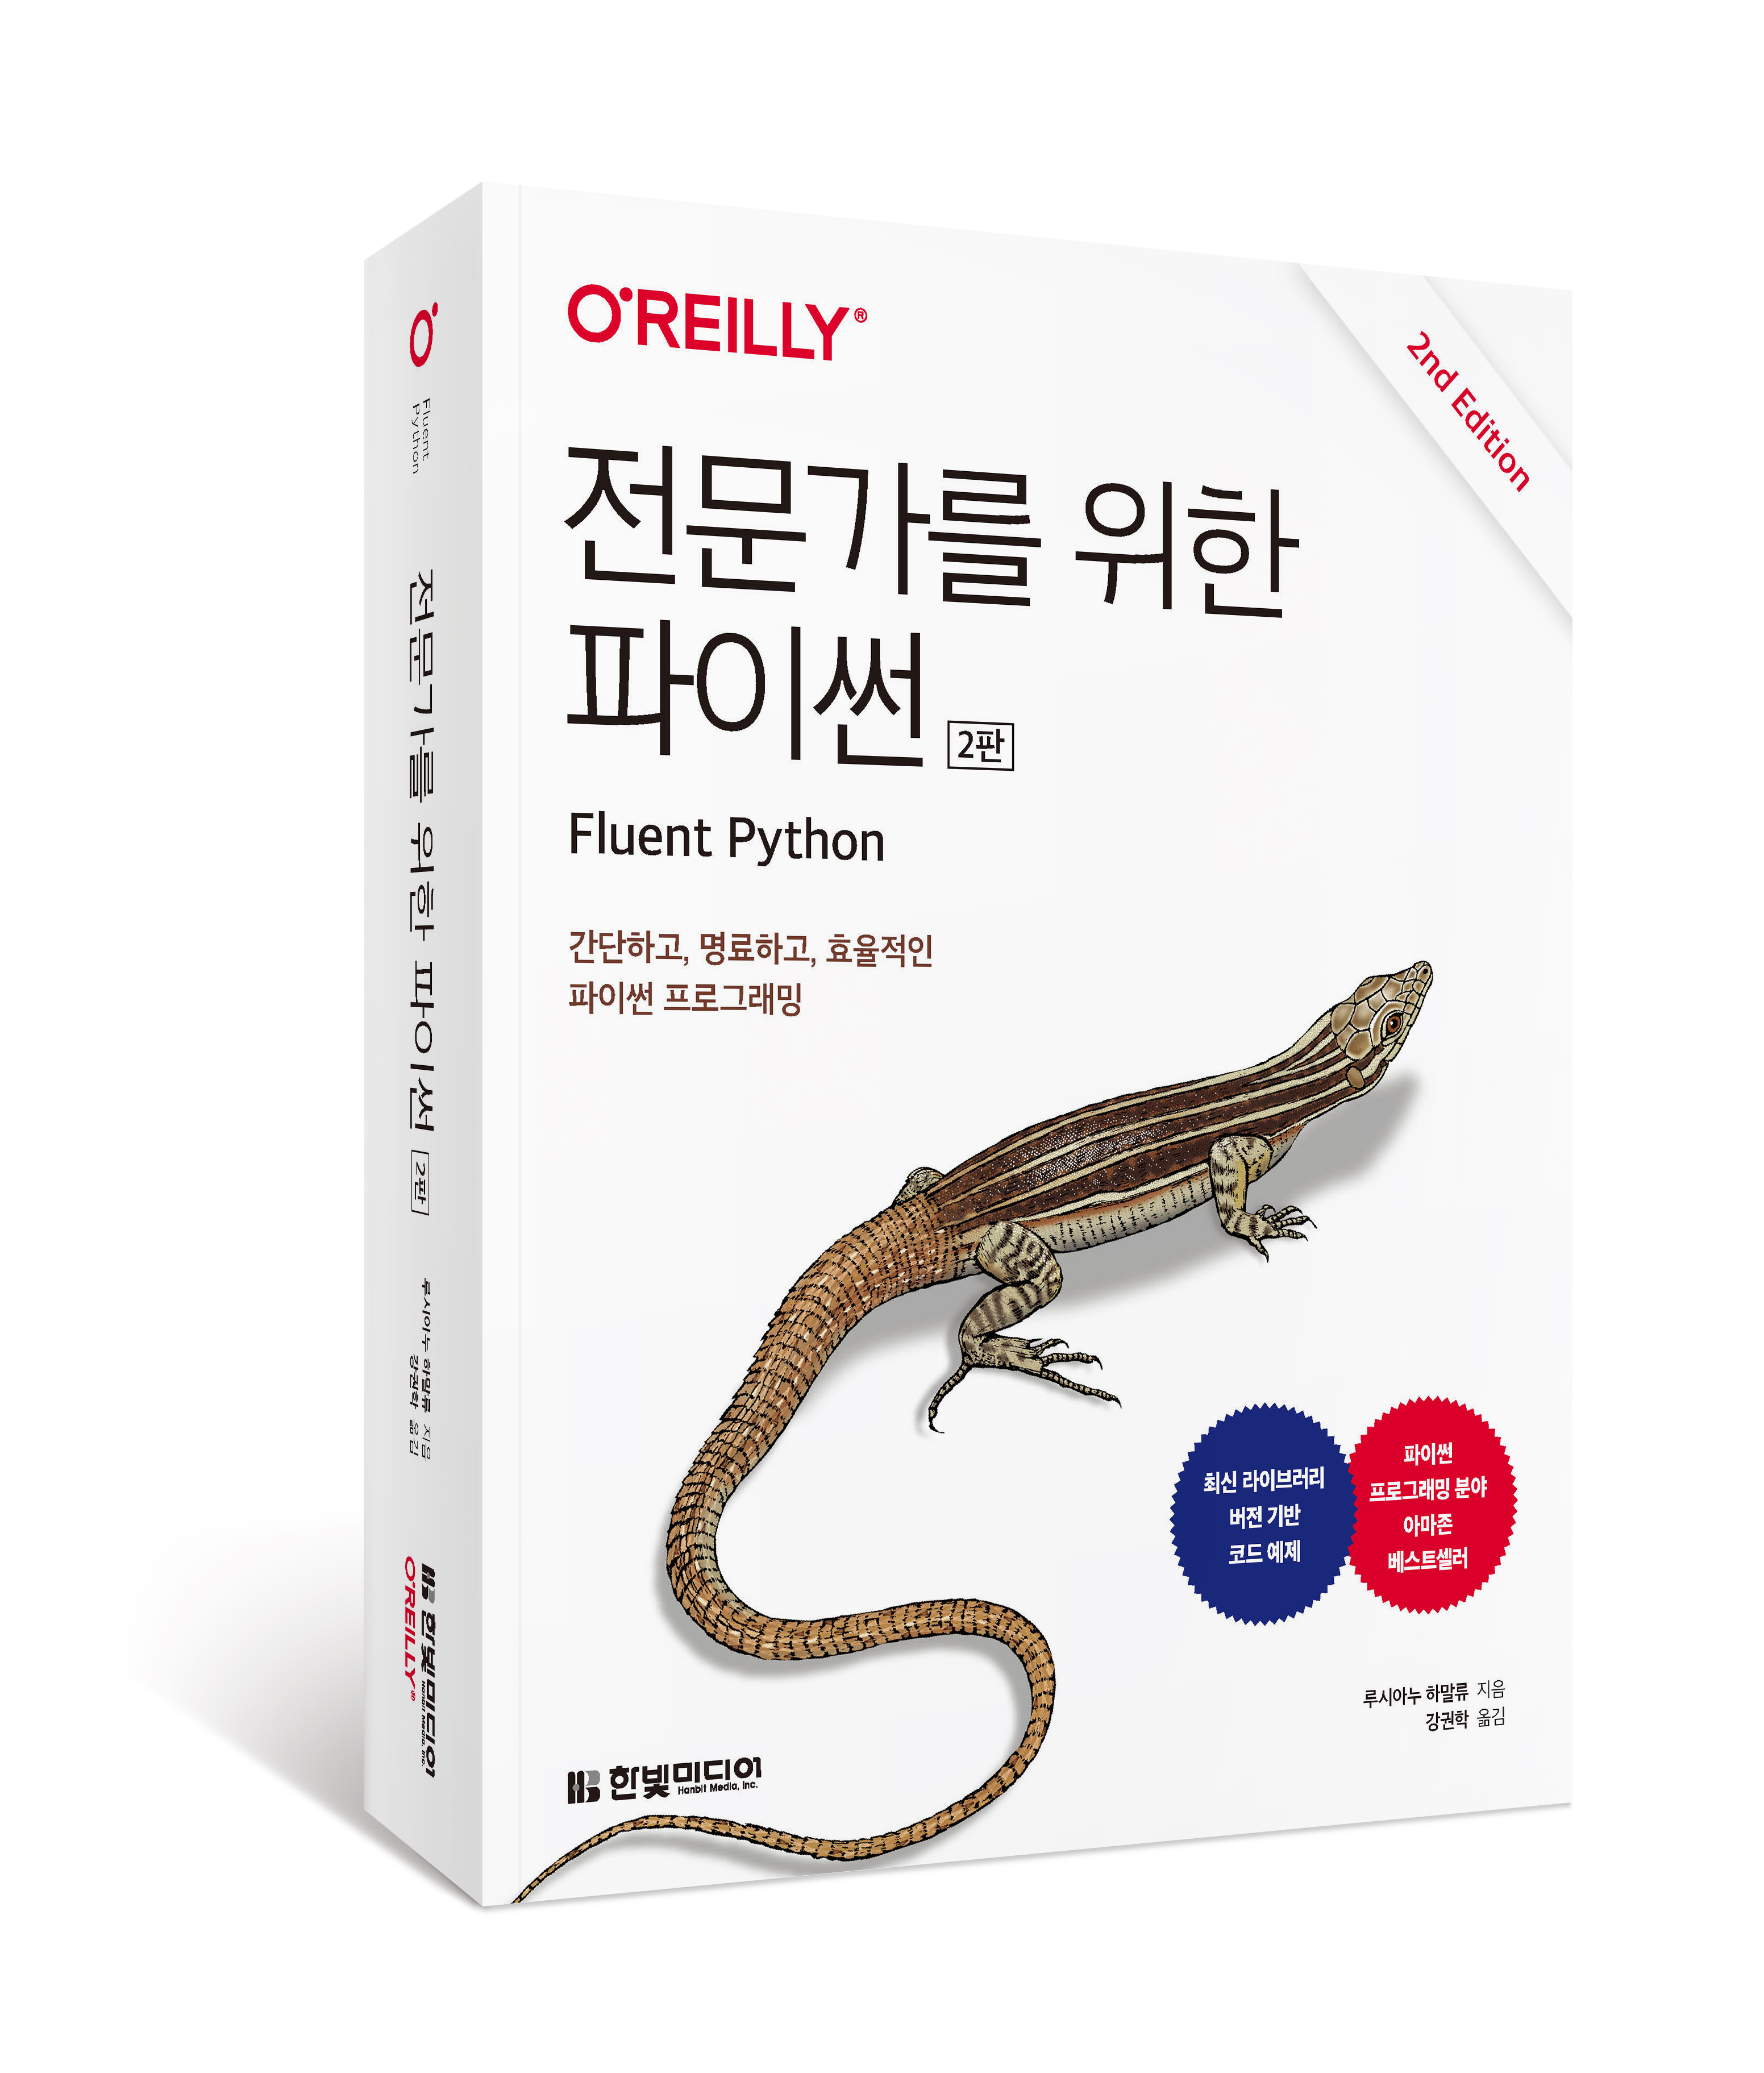 O'REILLY®
2nd Edition
전문가를 위한
파이썬 2판
Fluent Python
간단하고, 명료하고, 효율적인
파이썬 프로그래밍
최신 라이브러리
버전 기반
코드 예제
파이썬
프로그래밍 분야
아마존
베스트셀러
루시아누 하말류 지음
강권학 옮김
한빛미디어
Hanbit Media, Inc.
Fluent
Python
전문가를 위한 파이썬 2판
루시아누 하말류 지음
강권학 옮김
한빛미디어
Hanbit Media, Inc.
O'REILLY®